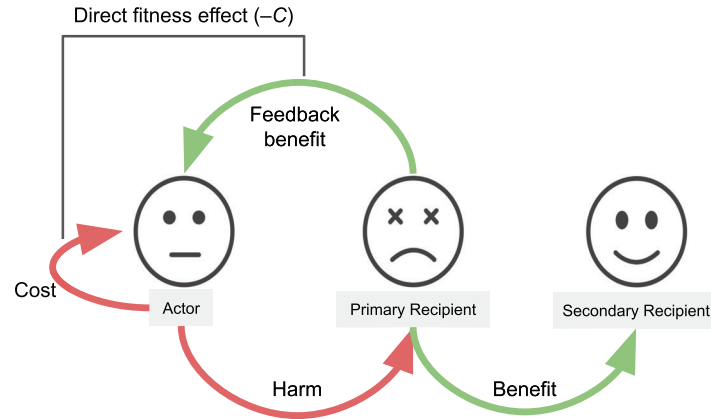 Direct fitness effect (–C)
Feedback
benefit
Cost
Actor
Primary Recipient
Secondary Recipient
Harm
Benefit